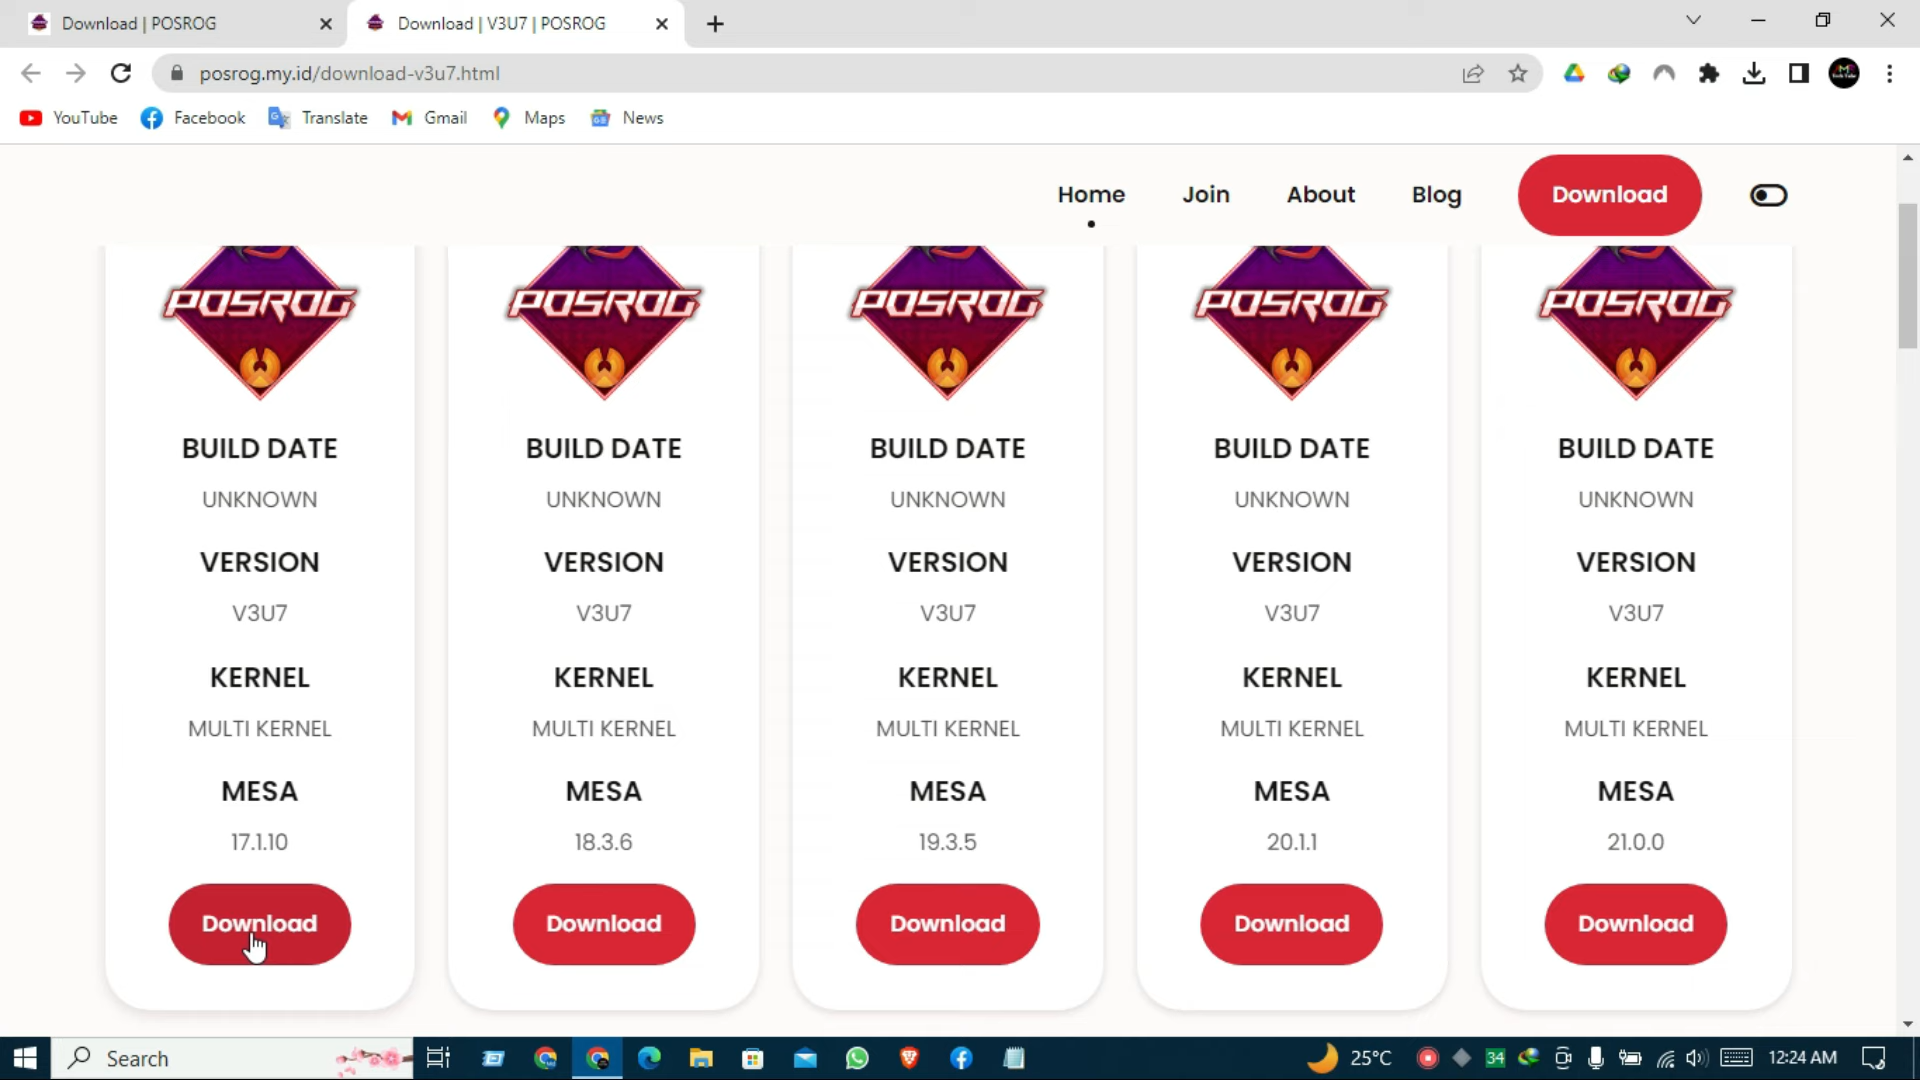 Download | POSROG
Download | V3U7 | POSROG
posrog.my.id/download-v3u7.html
YouTube Facebook Translate Gmail Maps News
Home Join About Blog Download
POSROG POSROG POSROG POSROG POSROG
BUILD DATE BUILD DATE BUILD DATE BUILD DATE BUILD DATE
UNKNOWN UNKNOWN UNKNOWN UNKNOWN UNKNOWN
VERSION VERSION VERSION VERSION VERSION
V3U7 V3U7 V3U7 V3U7 V3U7
KERNEL KERNEL KERNEL KERNEL KERNEL
MULTI KERNEL MULTI KERNEL MULTI KERNEL MULTI KERNEL MULTI KERNEL
MESA MESA MESA MESA MESA
17.1.10 18.3.6 19.3.5 20.1.1 21.0.0
Download Download Download Download Download
Search 25°C 34 12:24 AM